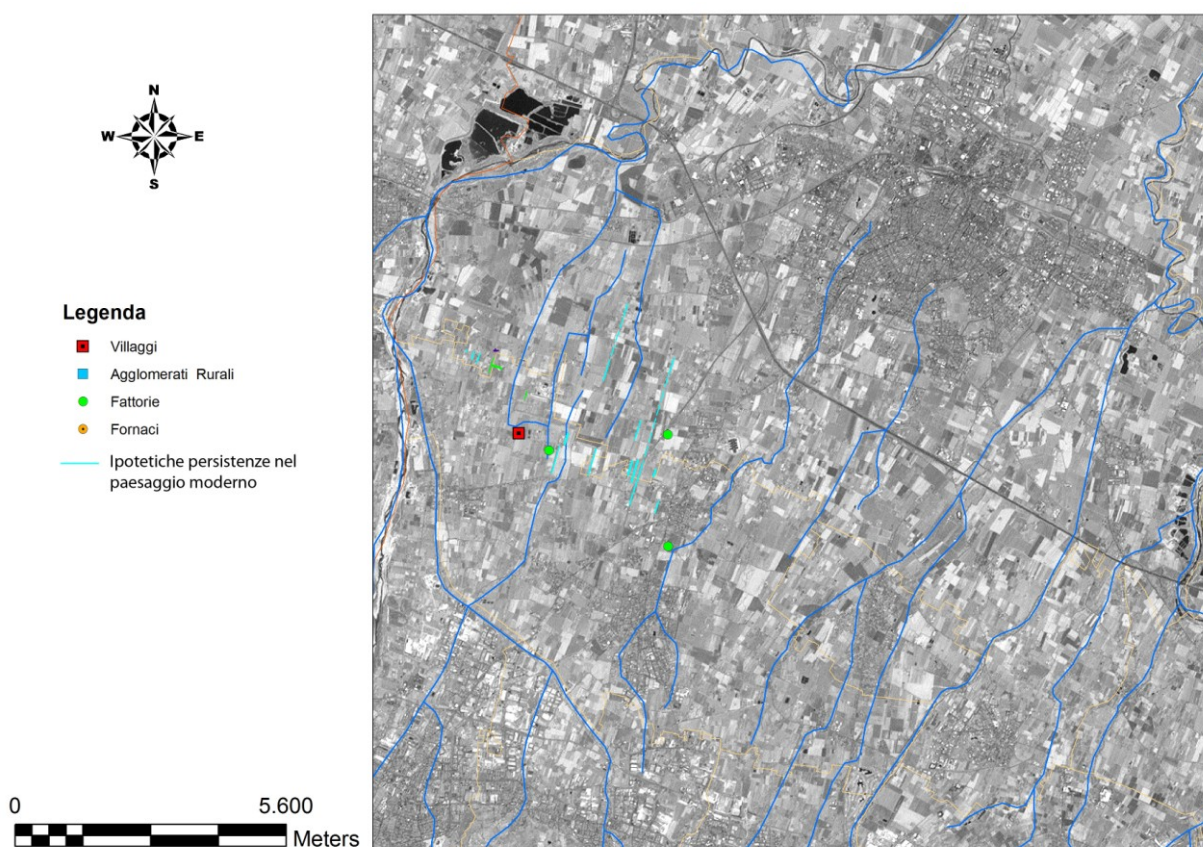 N
W E
S
Legenda
Villaggi
Agglomerati Rurali
Fattorie
Fornaci
Ipotetiche persistenze nel
paesaggio moderno
0 5.600
Meters